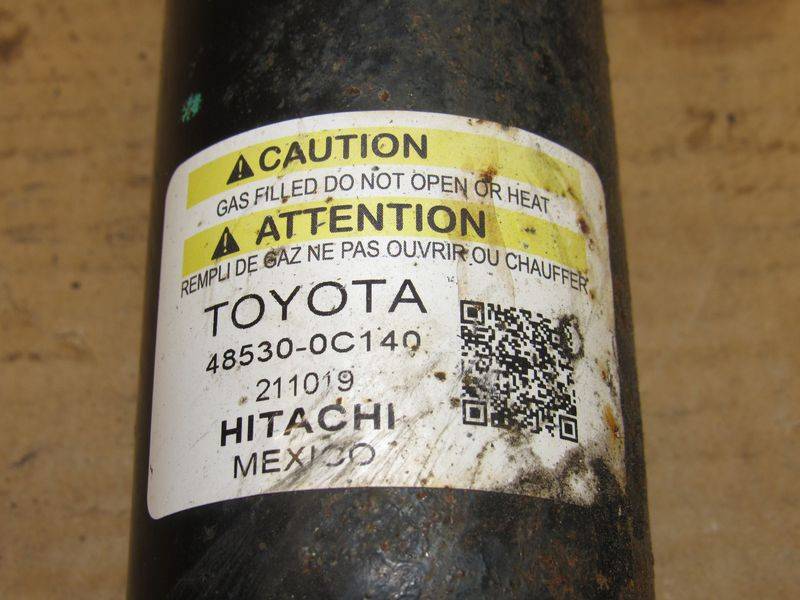 CAUTION
GAS FILLED DO NOT OPEN OR HEAT
ATTENTION
REMPLI DE GAZ NE PAS OUVRIR OU CHAUFFER
TOYOTA
48530-0C140
211019
HITACHI
MEXICO